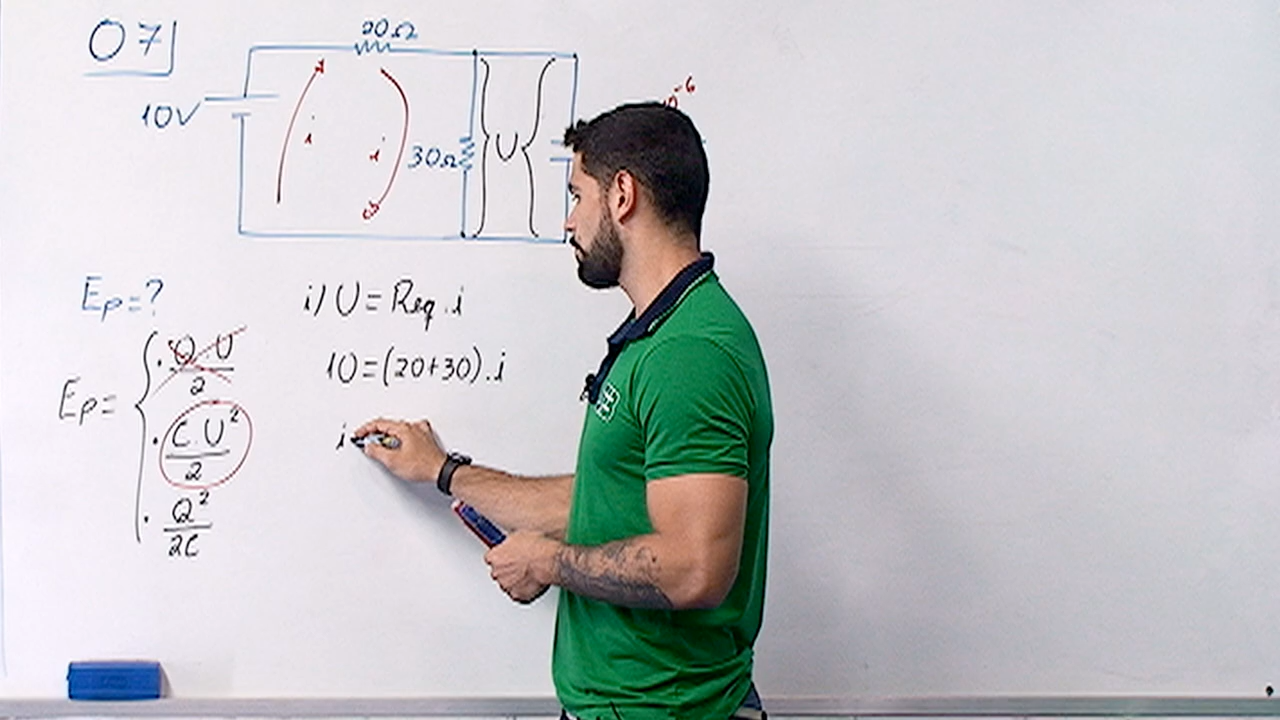 07
20Ω
10V
i
i
30Ω
U
-6
Ep=?
Ep=
Q.U
2
C.U²
2
Q²
2C
i) U = Req.i
10=(20+30).i
i